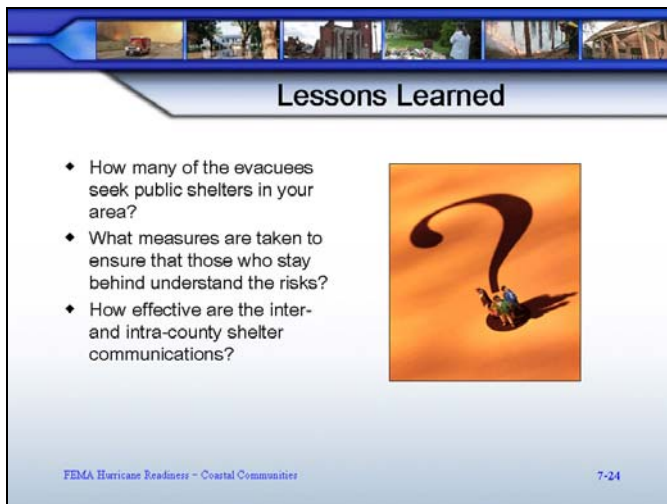 Lessons Learned
◆ How many of the evacuees
seek public shelters in your
area?
◆ What measures are taken to
ensure that those who stay
behind understand the risks?
◆ How effective are the inter-
and intra-county shelter
communications?
FEMA Hurricane Readiness – Coastal Communities 7-24